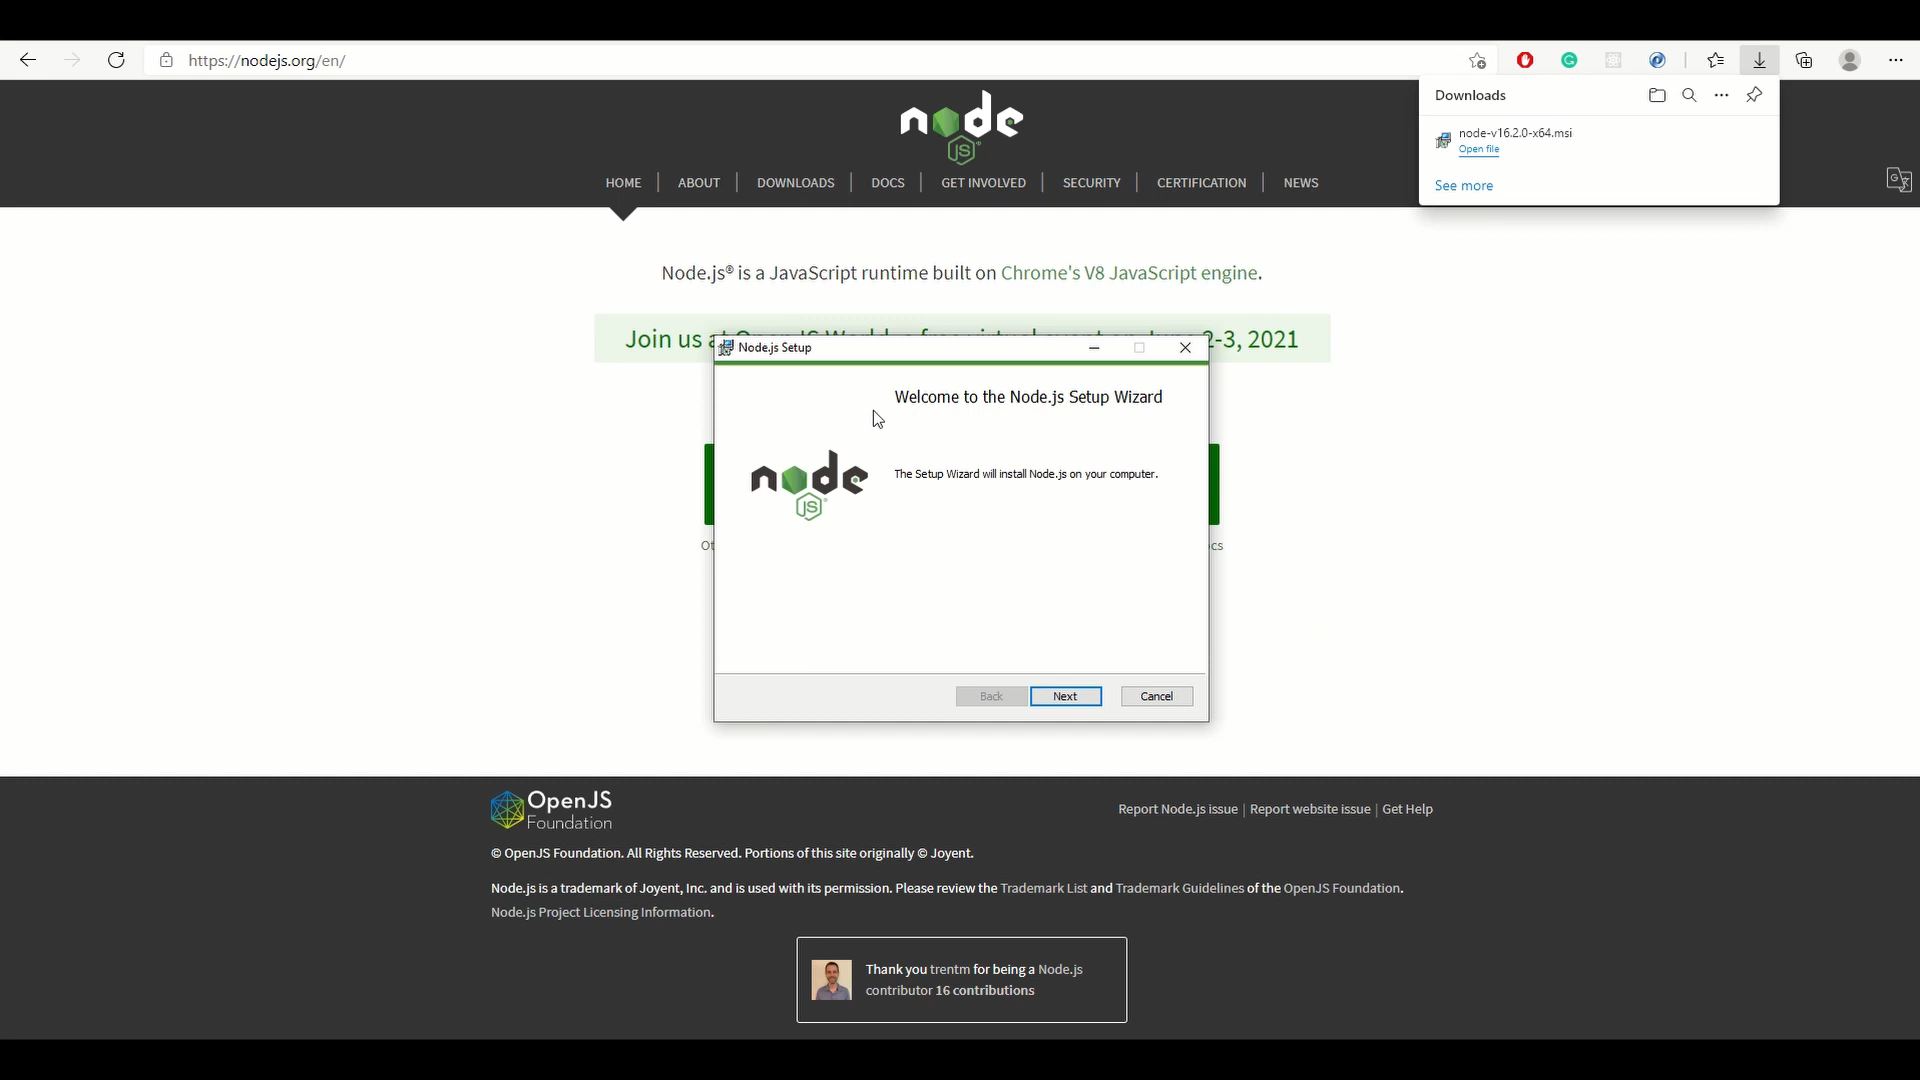 https://nodejs.org/en/
Downloads
node-v16.2.0-x64.msi
Open file
See more
node
JS
HOME
ABOUT
DOWNLOADS
DOCS
GET INVOLVED
SECURITY
CERTIFICATION
NEWS
Node.js® is a JavaScript runtime built on Chrome's V8 JavaScript engine.
Join us 2-3, 2021
Node.js Setup
Welcome to the Node.js Setup Wizard
node
JS
The Setup Wizard will install Node.js on your computer.
Back
Next
Cancel
OpenJS
Foundation
Report Node.js issue | Report website issue | Get Help
© OpenJS Foundation. All Rights Reserved. Portions of this site originally © Joyent.
Node.js is a trademark of Joyent, Inc. and is used with its permission. Please review the Trademark List and Trademark Guidelines of the OpenJS Foundation.
Node.js Project Licensing Information.
Thank you trentm for being a Node.js
contributor 16 contributions